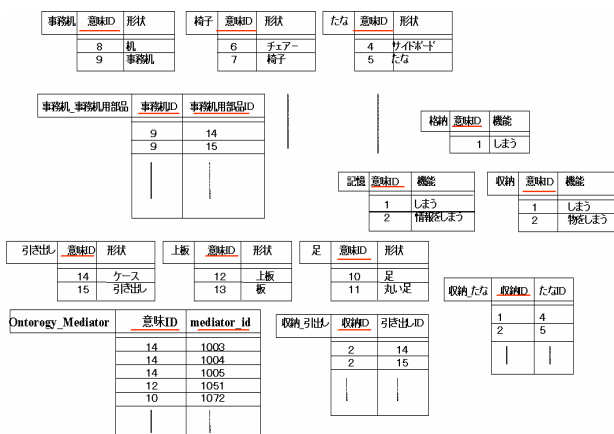 事務机 意味ID 形状
8 机
9 事務机
椅子 意味ID 形状
6 チェアー
7 椅子
たな 意味ID 形状
4 サイドボード
5 たな
事務机_事務机用部品 事務机ID 事務机用部品ID
9 14
9 15
格納 意味ID 機能
1 しまう
記憶 意味ID 機能
1 しまう
2 情報をしまう
収納 意味ID 機能
1 しまう
2 物をしまう
引き出し 意味ID 形状
14 ケース
15 引き出し
上板 意味ID 形状
12 上板
13 板
足 意味ID 形状
10 足
11 丸い足
収納_たな 収納ID たなID
1 4
2 5
Ontorogy_Mediator 意味ID mediator_id
14 1003
14 1004
14 1005
12 1051
10 1072
収納_引出し 収納ID 引き出しID
2 14
2 15